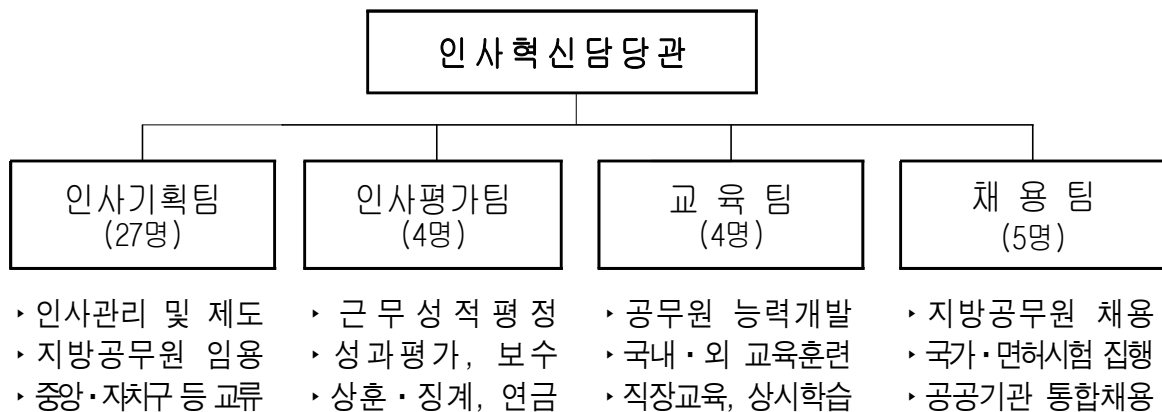 인사혁신담당관
인사기획팀
(27명)
‣ 인사관리 및 제도
‣ 지방공무원 임용
‣ 중앙·자치구 등 교류
인사평가팀
(4명)
‣ 근무성적평정
‣ 성과평가, 보수
‣ 상훈·징계, 연금
교 육 팀
(4명)
‣ 공무원 능력개발
‣ 국내·외 교육훈련
‣ 직장교육, 상시학습
채 용 팀
(5명)
‣ 지방공무원 채용
‣ 국가·면허시험 집행
‣ 공공기관 통합채용